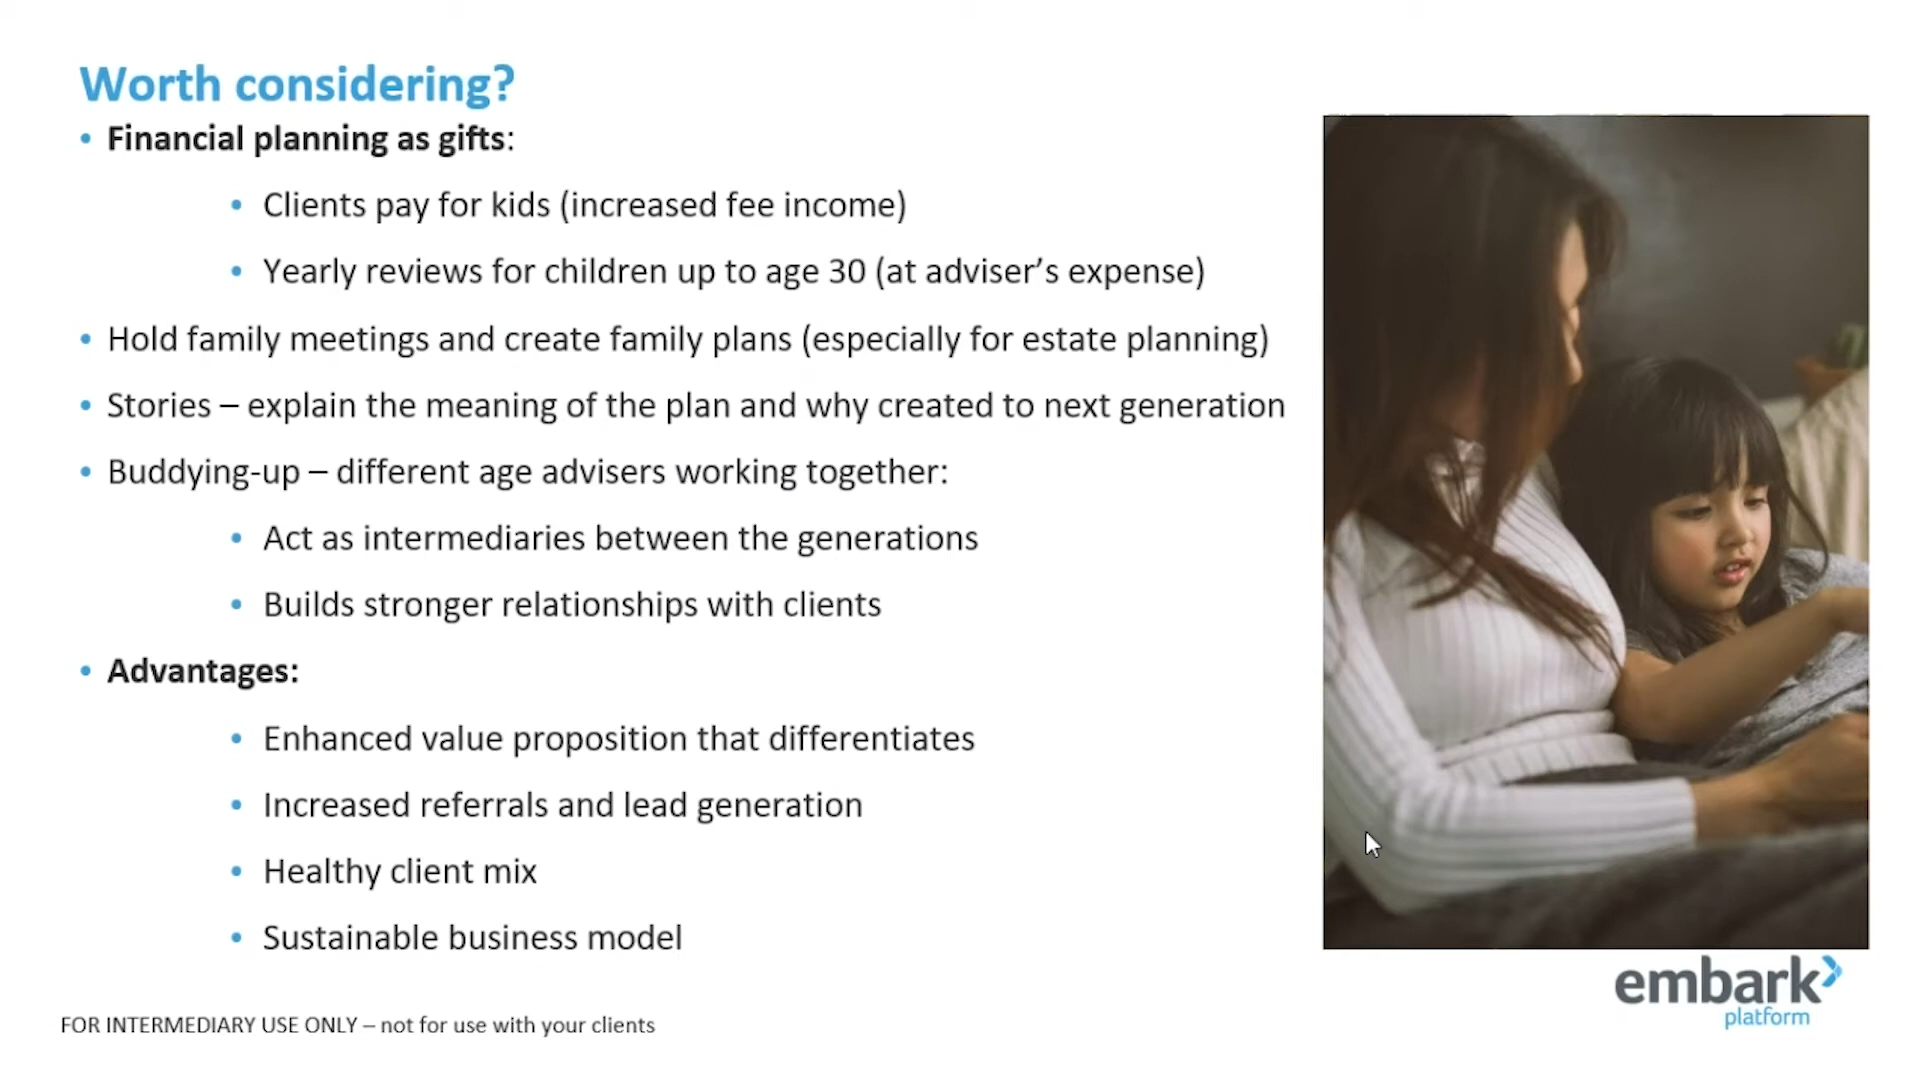 Worth considering?
• Financial planning as gifts:
• Clients pay for kids (increased fee income)
• Yearly reviews for children up to age 30 (at adviser’s expense)
• Hold family meetings and create family plans (especially for estate planning)
• Stories – explain the meaning of the plan and why created to next generation
• Buddying-up – different age advisers working together:
• Act as intermediaries between the generations
• Builds stronger relationships with clients
• Advantages:
• Enhanced value proposition that differentiates
• Increased referrals and lead generation
• Healthy client mix
• Sustainable business model
embark
platform
FOR INTERMEDIARY USE ONLY – not for use with your clients